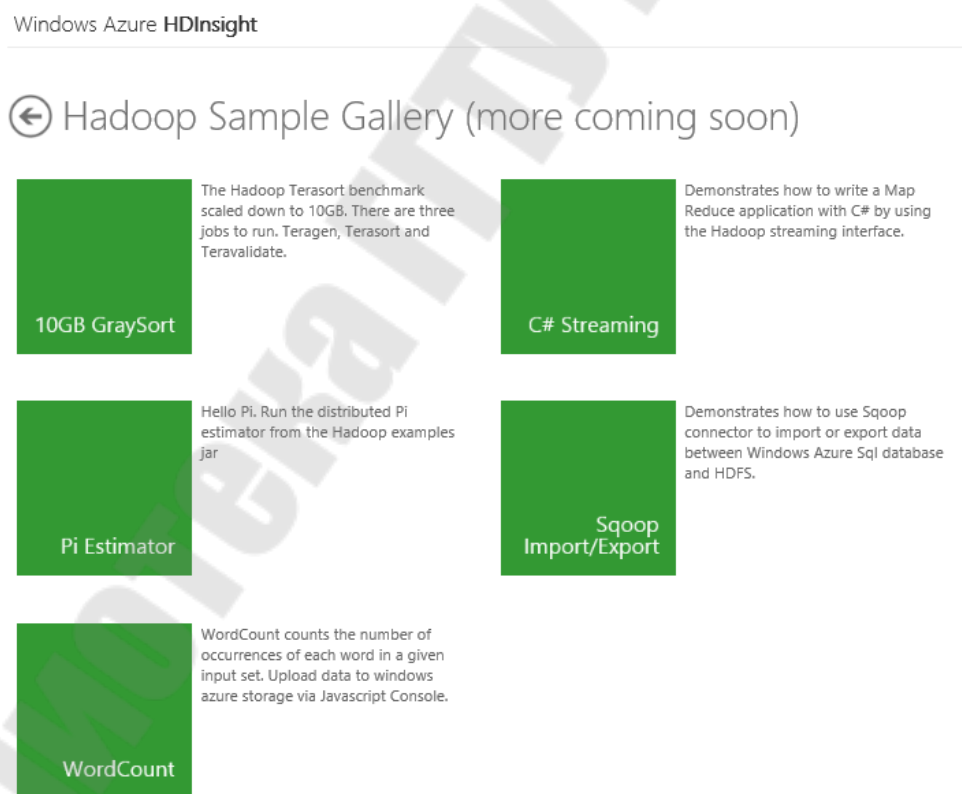 Windows Azure HDInsight
Hadoop Sample Gallery (more coming soon)
10GB GraySort
The Hadoop Terasort benchmark
scaled down to 10GB. There are three
jobs to run. Teragen, Terasort and
Teravalidate.
C# Streaming
Demonstrates how to write a Map
Reduce application with C# by using
the Hadoop streaming interface.
Pi Estimator
Hello Pi. Run the distributed Pi
estimator from the Hadoop examples
jar
Sqoop
Import/Export
Demonstrates how to use Sqoop
connector to import or export data
between Windows Azure Sql database
and HDFS.
WordCount
WordCount counts the number of
occurrences of each word in a given
input set. Upload data to windows
azure storage via Javascript Console.